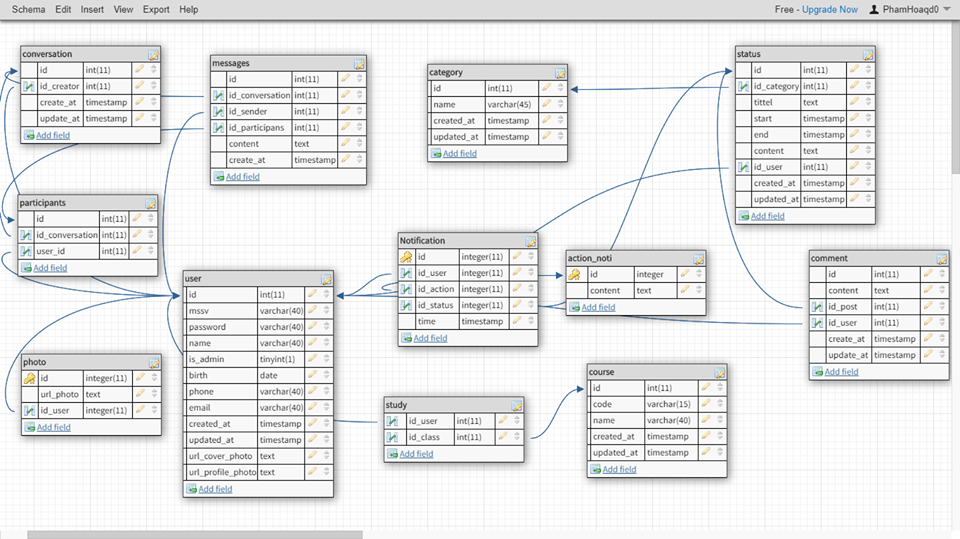 Schema Edit Insert View Export Help
Free - Upgrade Now PhamHoaqd0
conversation
id int(11)
id_creator int(11)
create_at timestamp
update_at timestamp
Add field
messages
id int(11)
id_conversation int(11)
id_sender int(11)
id_participans int(11)
content text
create_at timestamp
Add field
category
id int(11)
name varchar(45)
created_at timestamp
updated_at timestamp
Add field
status
id int(11)
id_category int(11)
tittel text
start timestamp
end timestamp
content text
id_user int(11)
created_at timestamp
updated_at timestamp
Add field
participants
id int(11)
id_conversation int(11)
user_id int(11)
Add field
user
id int(11)
mssv varchar(40)
password varchar(40)
name varchar(40)
is_admin tinyint(1)
birth date
phone varchar(40)
email varchar(40)
created_at timestamp
updated_at timestamp
url_cover_photo text
url_profile_photo text
Add field
Notification
id integer(11)
id_user integer(11)
id_action integer(11)
id_status integer(11)
time timestamp
Add field
action_noti
id integer
content text
Add field
comment
id int(11)
content text
id_post int(11)
id_user int(11)
create_at timestamp
update_at timestamp
Add field
photo
id integer(11)
url_photo text
id_user integer(11)
Add field
study
id_user int(11)
id_class int(11)
Add field
course
id int(11)
code varchar(15)
name varchar(40)
created_at timestamp
updated_at timestamp
Add field